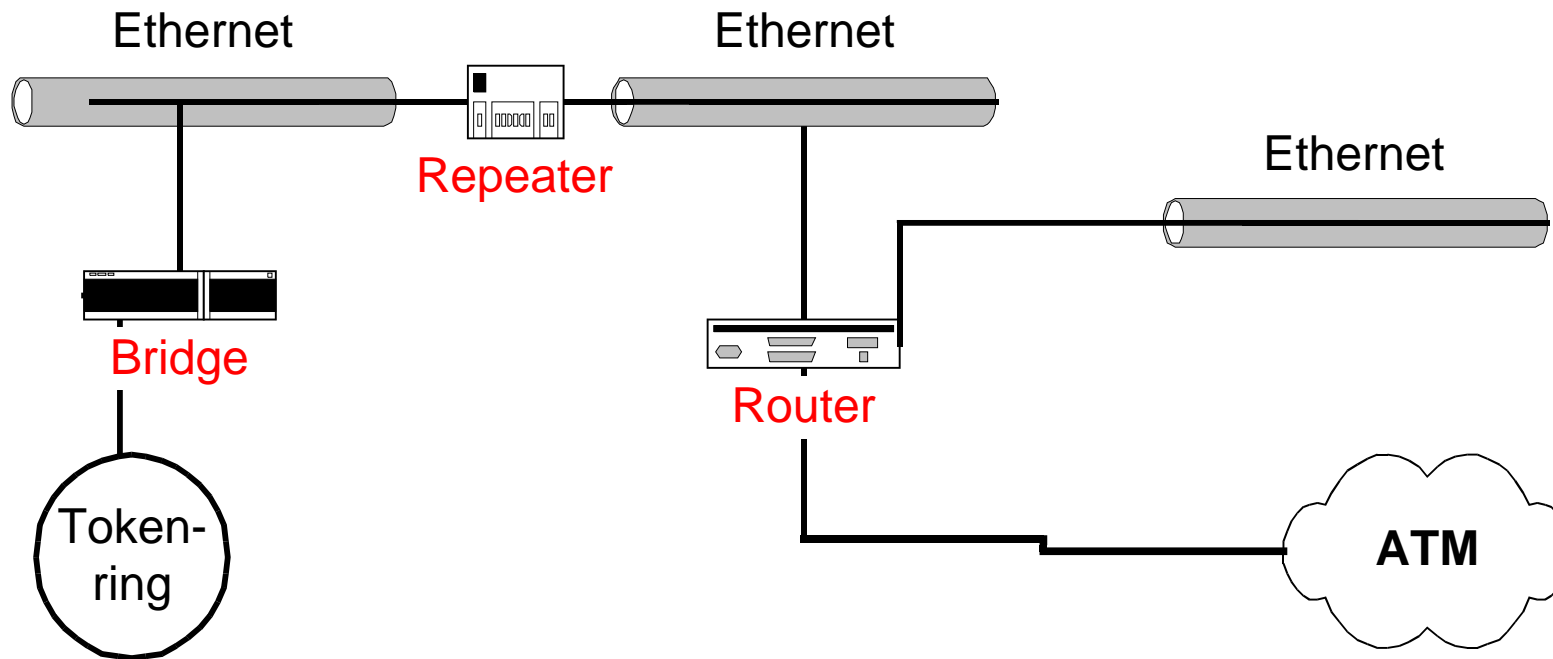 Ethernet
Ethernet
Repeater
Ethernet
Bridge
Router
Token-
ring
ATM